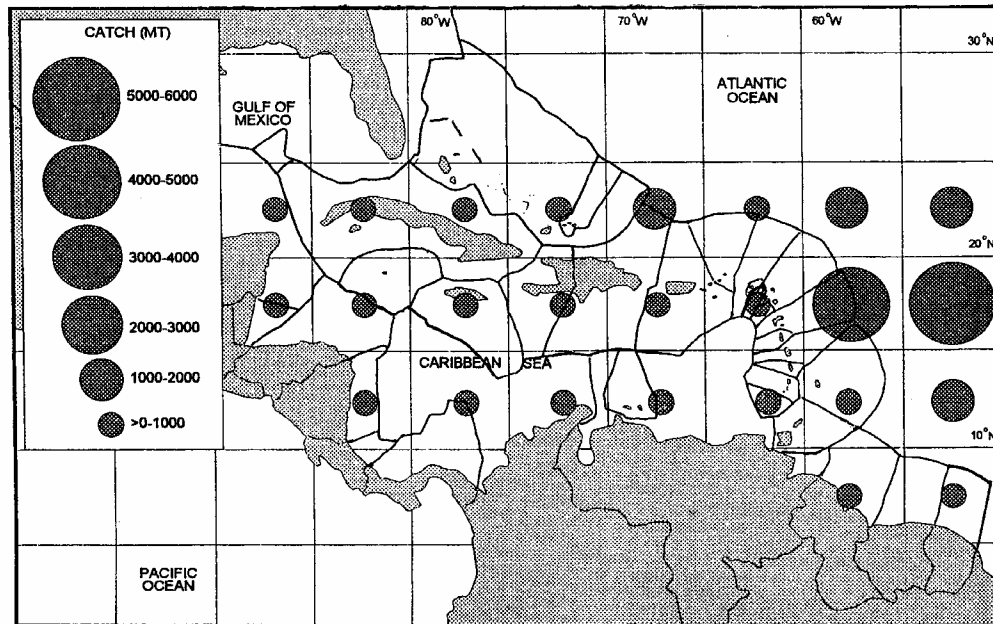 80°W
70°W
60°W
CATCH (MT)
30°N
5000-6000
GULF OF
MEXICO
ATLANTIC
OCEAN
4000-5000
3000-4000
20°N
2000-3000
1000-2000
CARIBBEAN SEA
>0-1000
10°N
PACIFIC
OCEAN